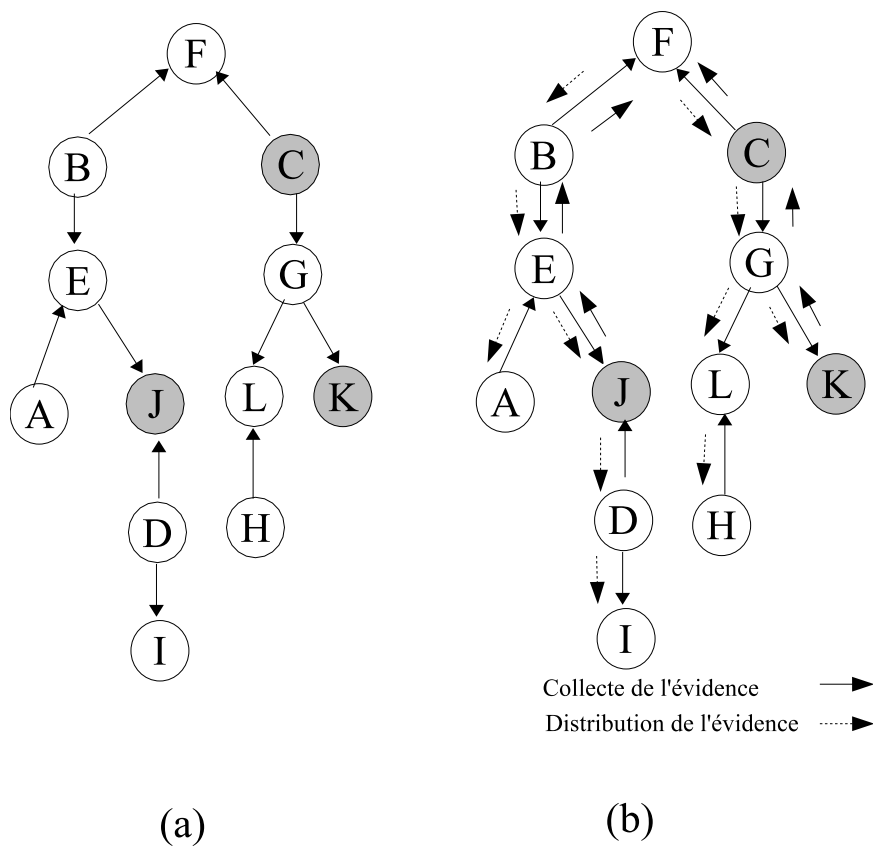 F
B
C
E
G
A
J
L
K
D
H
I
(a)
F
B
C
E
G
A
J
L
K
D
H
I
Collecte de l'évidence
Distribution de l'évidence
(b)